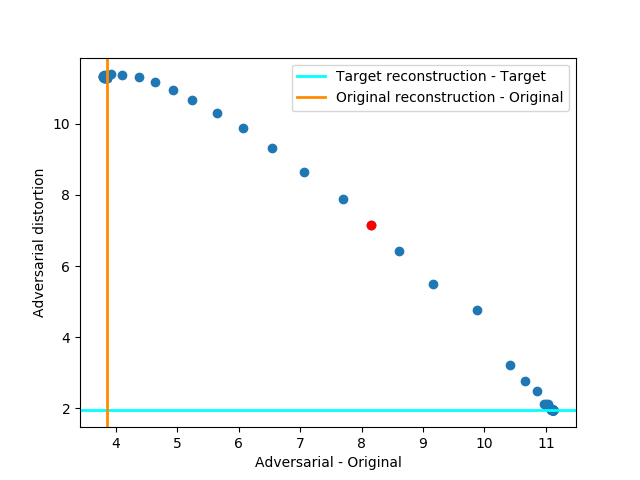 Target reconstruction - Target
Original reconstruction - Original
Adversarial distortion
10
8
6
4
2
4 5 6 7 8 9 10 11
Adversarial - Original